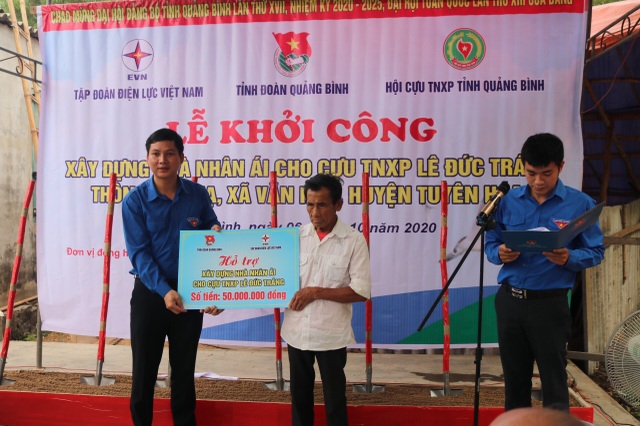 CHÀO MỪNG ĐẠI HỘI ĐẢNG BỘ TỈNH QUẢNG BÌNH LẦN THỨ XVII, NHIỆM KỲ 2020 - 2025, ĐẠI HỘI TOÀN QUỐC LẦN THỨ XIII CỦA ĐẢNG
EVN
TẬP ĐOÀN ĐIỆN LỰC VIỆT NAM
TỈNH ĐOÀN QUẢNG BÌNH
HỘI CỰU TNXP TỈNH QUẢNG BÌNH
LỄ KHỞI CÔNG
XÂY DỰNG NHÀ NHÂN ÁI CHO CỰU TNXP LÊ ĐỨC
XÃ VĂN HUYỆN TUYÊN
ngày 10 năm 2020
Đơn vị đồng
Hỗ trợ
XÂY DỰNG NHÀ NHÂN ÁI
CHO CỰU TNXP LÊ ĐỨC TRÁNG
Số tiền: 50.000.000 đồng